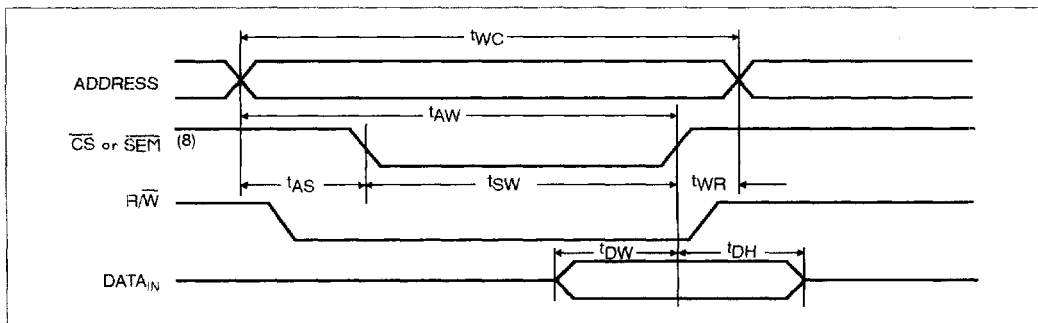 tWC
ADDRESS
tAW
CS or SEM (8)
tAS tSW tWR
R/W
tDW tDH
DATAIN